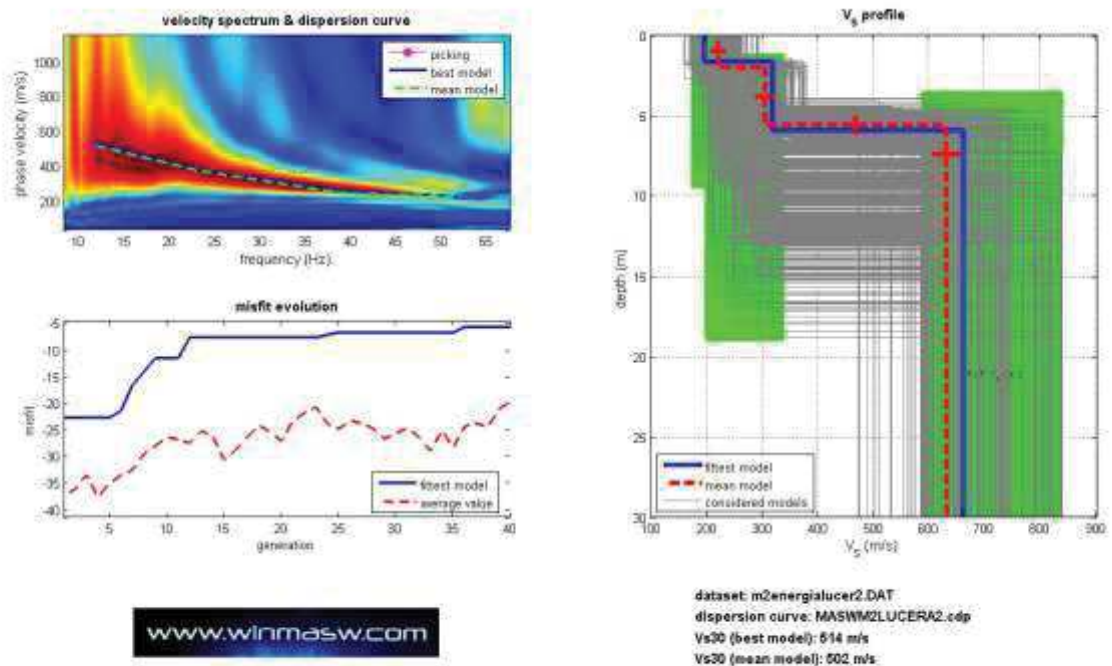 velocity spectrum & dispersion curve
picking
best model
mean model
phase velocity (m/s)
1000
800
600
400
200
10 15 20 25 30 35 40 45 50 55
frequency (Hz)
misfit evolution
misfit
-5
-10
-15
-20
-25
-30
-35
-40
fittest model
average value
5 10 15 20 25 30 35 40
generation
www.winmasw.com
VS profile
depth (m)
0
5
10
15
20
25
30
fittest model
mean model
considered models
100 200 300 400 500 600 700 800 900
VS (m/s)
dataset: m2energialucer2.DAT
dispersion curve: MASWM2LUCERA2.cdp
Vs30 (best model): 514 m/s
Vs30 (mean model): 502 m/s